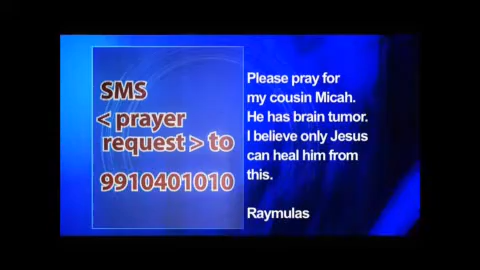 SMS
< prayer
request > to
9910401010
Please pray for
my cousin Micah.
He has brain tumor.
I believe only Jesus
can heal him from
this.
Raymulas